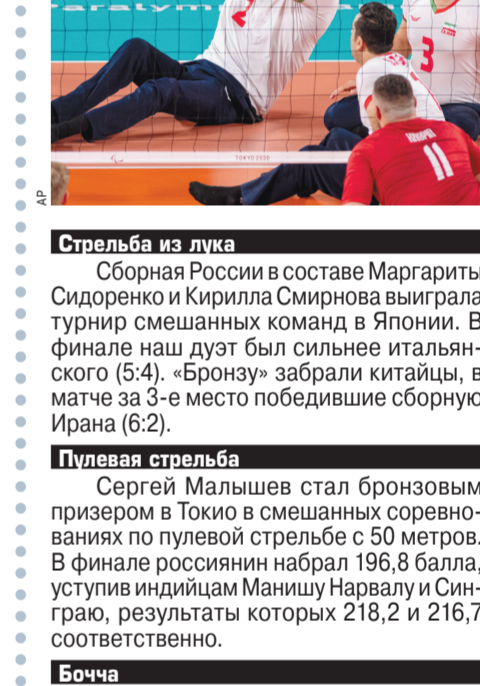 Paralym
TOKYO 2020
3
11
AP
Стрельба из лука
Сборная России в составе Маргариты
Сидоренко и Кирилла Смирнова выиграла
турнир смешанных команд в Японии. В
финале наш дуэт был сильнее итальян-
ского (5:4). «Бронзу» забрали китайцы, в
матче за 3-е место победившие сборную
Ирана (6:2).
Пулевая стрельба
Сергей Малышев стал бронзовым
призером в Токио в смешанных соревно-
ваниях по пулевой стрельбе с 50 метров.
В финале россиянин набрал 196,8 балла,
уступив индийцам Манишу Нарвалу и Син-
граю, результаты которых 218,2 и 216,7
соответственно.
Бочча